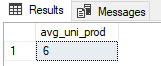 Results Messages
avg_uni_prod
1 6